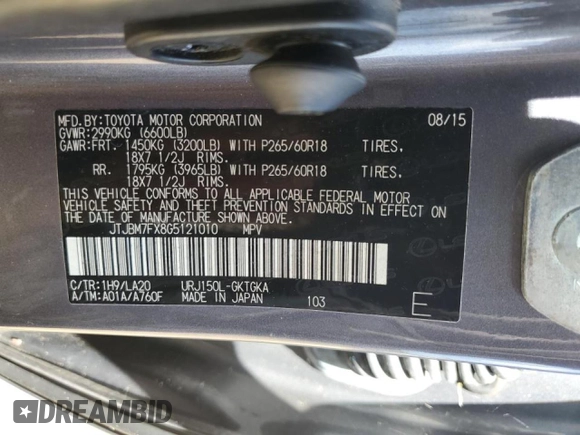 MFD.BY:TOYOTA MOTOR CORPORATION 08/15
GVWR:2990KG (6600LB)
GAWR:FRT. 1450KG (3200LB) WITH P265/60R18 TIRES.
18X7 1/2J RIMS.
RR. 1795KG (3965LB) WITH P265/60R18 TIRES.
18X7 1/2J RIMS.
THIS VEHICLE CONFORMS TO ALL APPLICABLE FEDERAL MOTOR
VEHICLE SAFETY AND THEFT PREVENTION STANDARDS IN EFFECT ON
THE DATE OF MANUFACTURE SHOWN ABOVE.
JTJBM7FX8G5121010 MPV
C/TR:1H9/LA20 URJ150L-GKTGKA
A/TM:A01A/A760F MADE IN JAPAN 103 E
DREAMBID